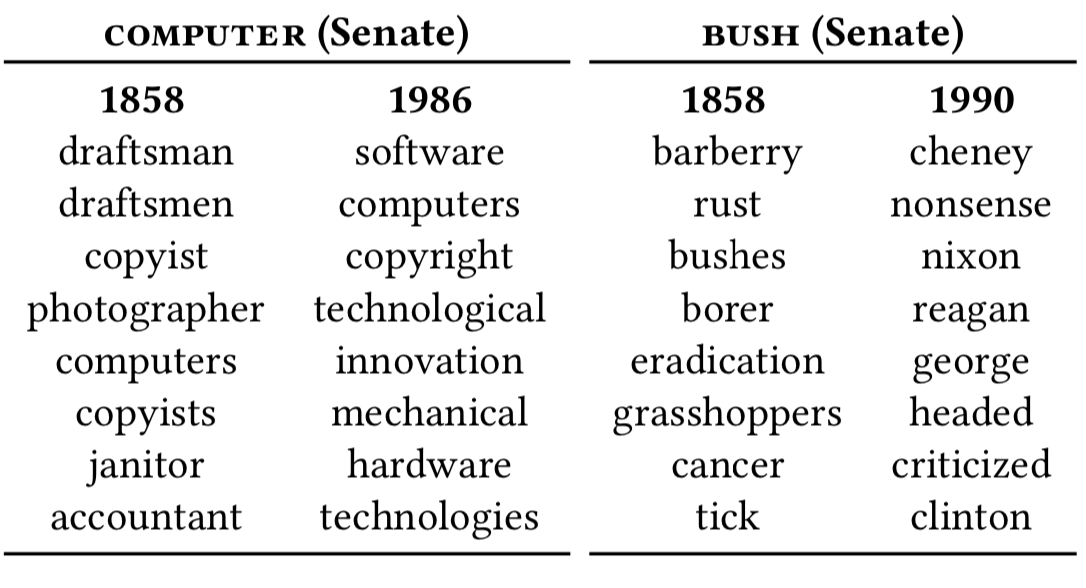 COMPUTER (Senate) BUSH (Senate)
1858 1986 1858 1990
draftsman software barberry cheney
draftsmen computers rust nonsense
copyist copyright bushes nixon
photographer technological borer reagan
computers innovation eradication george
copyists mechanical grasshoppers headed
janitor hardware cancer criticized
accountant technologies tick clinton